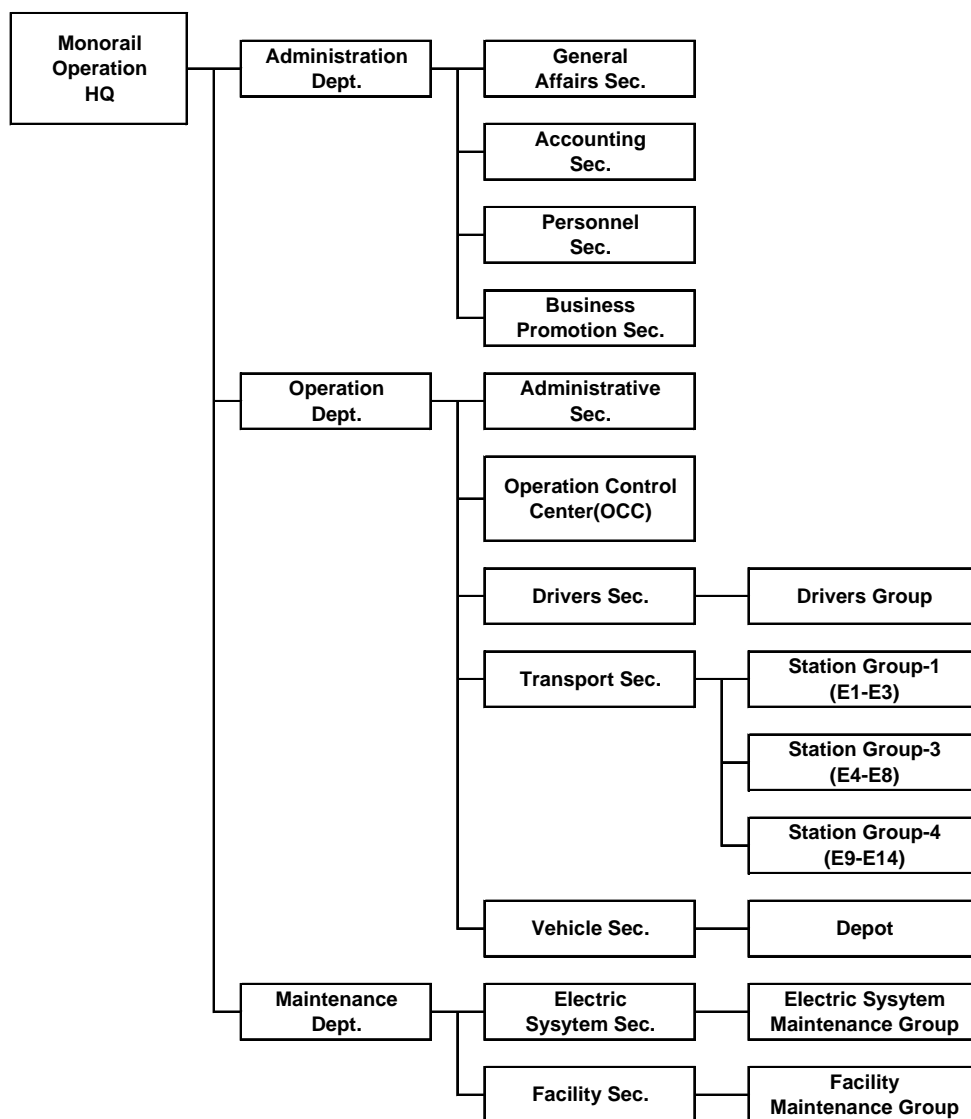 Monorail
Operation
HQ
Administration
Dept.
General
Affairs Sec.
Accounting
Sec.
Personnel
Sec.
Business
Promotion Sec.
Operation
Dept.
Administrative
Sec.
Operation Control
Center(OCC)
Drivers Sec.
Drivers Group
Transport Sec.
Station Group-1
(E1-E3)
Station Group-3
(E4-E8)
Station Group-4
(E9-E14)
Vehicle Sec.
Depot
Maintenance
Dept.
Electric
Sysytem Sec.
Electric Sysytem
Maintenance Group
Facility Sec.
Facility
Maintenance Group